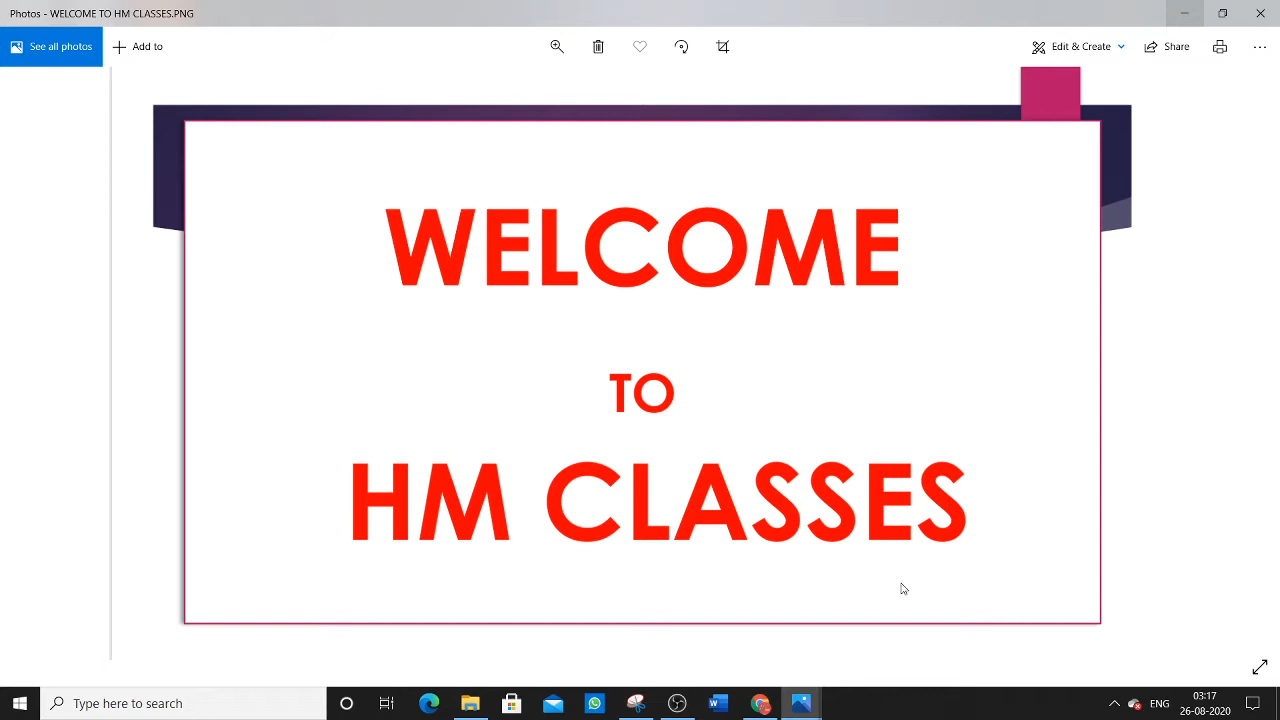 Photos - WELCOME TO HM CLASSES.PNG
See all photos
Add to
Edit & Create
Share
WELCOME
TO
HM CLASSES
Type here to search
ENG
03:17
26-08-2020